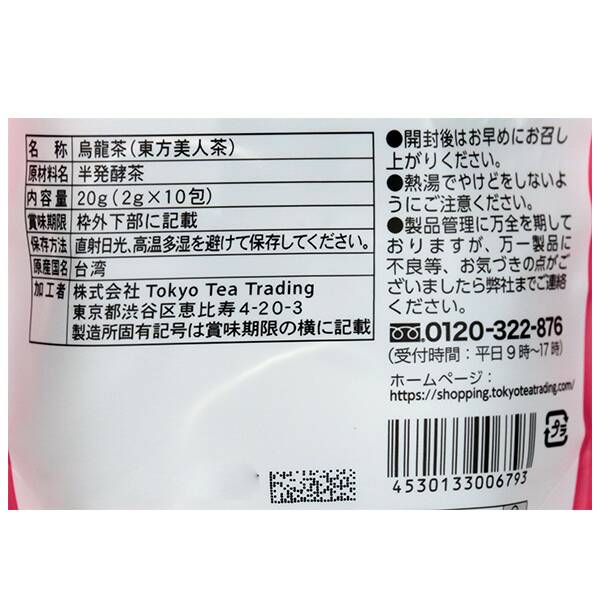 名　称 烏龍茶（東方美人茶）
原材料名 半発酵茶
内容量 20g（2g×10包）
賞味期限 枠外下部に記載
保存方法 直射日光、高温多湿を避けて保存してください。
原産国名 台湾
加工者 株式会社 Tokyo Tea Trading
東京都渋谷区恵比寿4-20-3
製造所固有記号は賞味期限の横に記載
●開封後はお早めにお召し
上がりください。
●熱湯でやけどをしないよ
うにご注意ください。
●製品管理に万全を期して
おりますが、万一製品に
不良等、お気づきの点がご
ざいましたら弊社までご連絡
ください。
0120-322-876
（受付時間：平日9時～17時）
ホームページ：
https://shopping.tokyoteatrading.com/
プラ
4530133006793